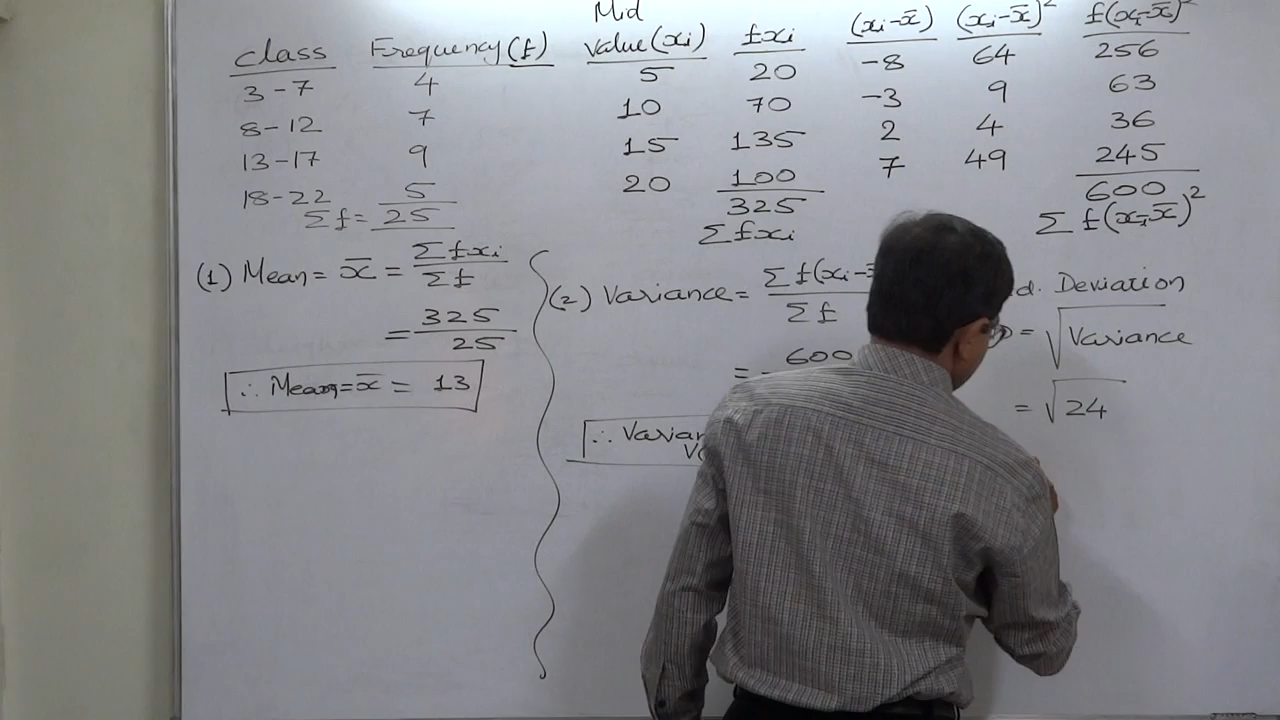 class Frequency(f) Mid Value(xi) fxi (xi-x̄) (xi-x̄)² f(xi-x̄)²
3-7 4 5 20 -8 64 256
8-12 7 10 70 -3 9 63
13-17 9 15 135 2 4 36
18-22 5 20 100 7 49 245
Σf= 25 325 600
Σfxi Σf(xi-x̄)²
(1) Mean= x̄ = Σfxi / Σf
= 325 / 25
∴ Mean=x̄ = 13
(2) Variance= Σf(xi- / Σf
= 600
∴ Varian
d. Deviation
= √Variance
= √24